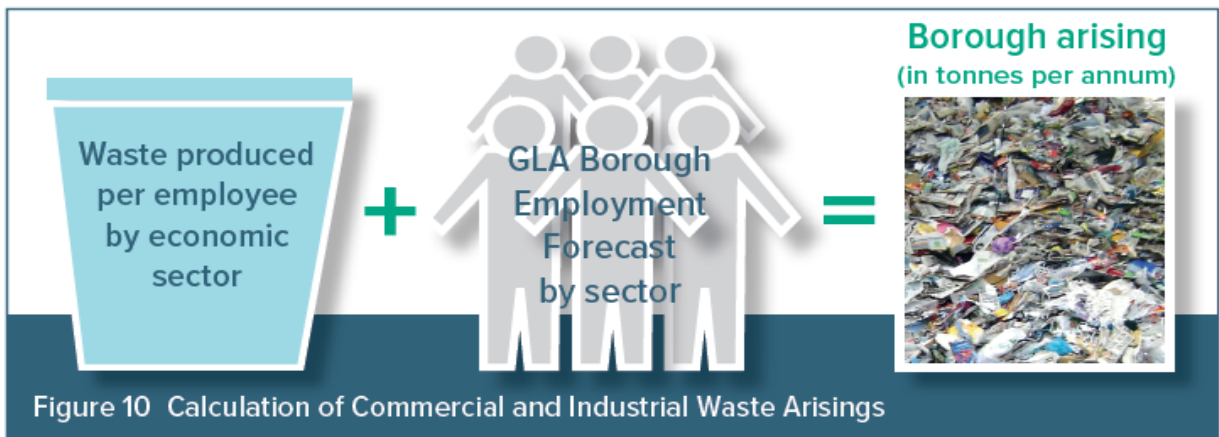 Waste produced
per employee
by economic
sector
+
GLA Borough
Employment
Forecast
by sector
=
Borough arising
(in tonnes per annum)
Figure 10 Calculation of Commercial and Industrial Waste Arisings